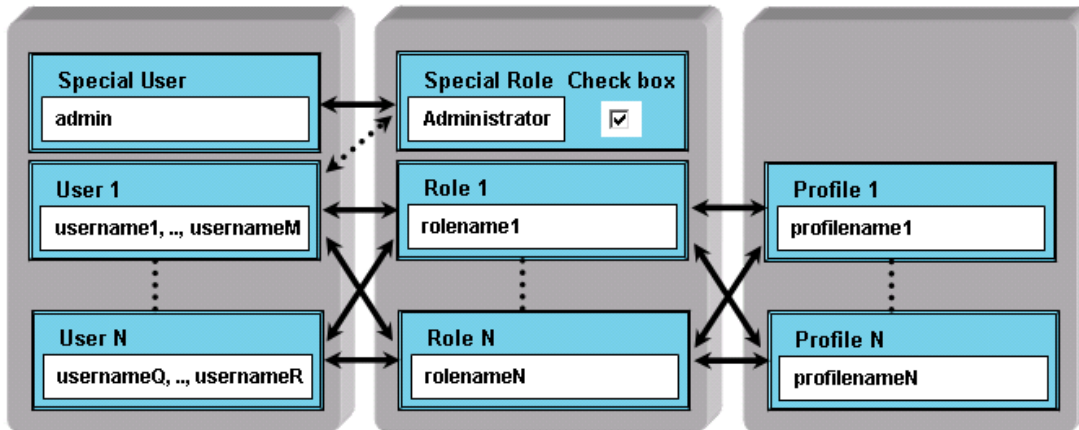 Special User
admin
Special Role Check box
Administrator
User 1
username1, .., usernameM
Role 1
rolename1
Profile 1
profilename1
User N
usernameQ, .., usernameR
Role N
rolenameN
Profile N
profilenameN